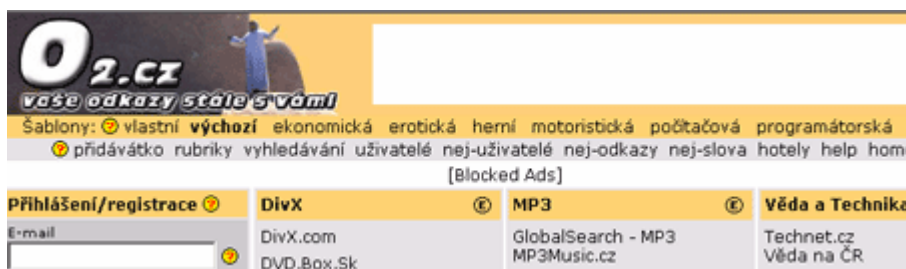 O2.cz
vaše odkazy stále s vámi
Šablony: vlastní výchozí ekonomická erotická herní motoristická počítačová programátorská
přidávátko rubriky vyhledávání uživatelé nej-uživatelé nej-odkazy nej-slova hotely help hom
[Blocked Ads]
Přihlášení/registrace
DivX
MP3
Věda a Technika
E-mail
DivX.com
GlobalSearch - MP3
Technet.cz
DVD.Box.Sk
MP3Music.cz
Věda na ČR